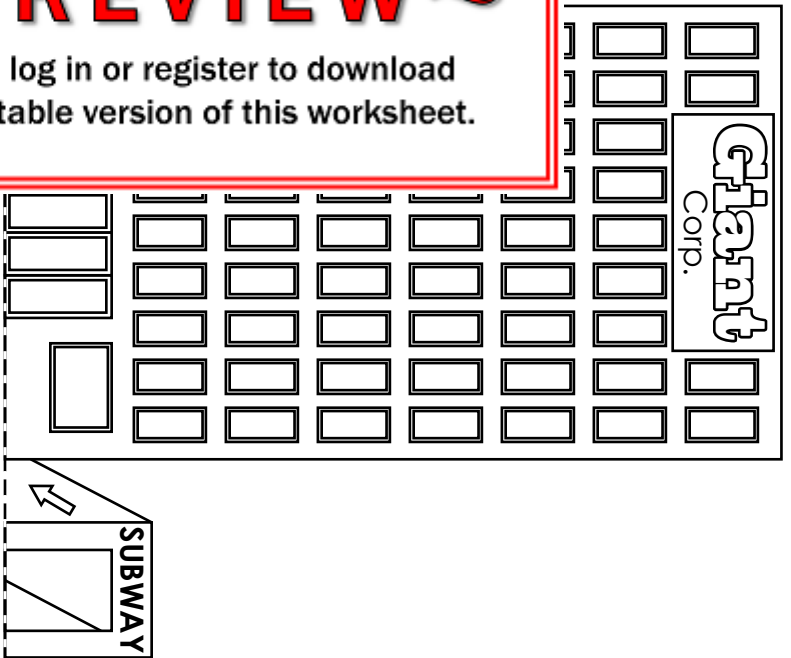 REVIEW
log in or register to download
table version of this worksheet.
Giant
Corp.
SUBWAY